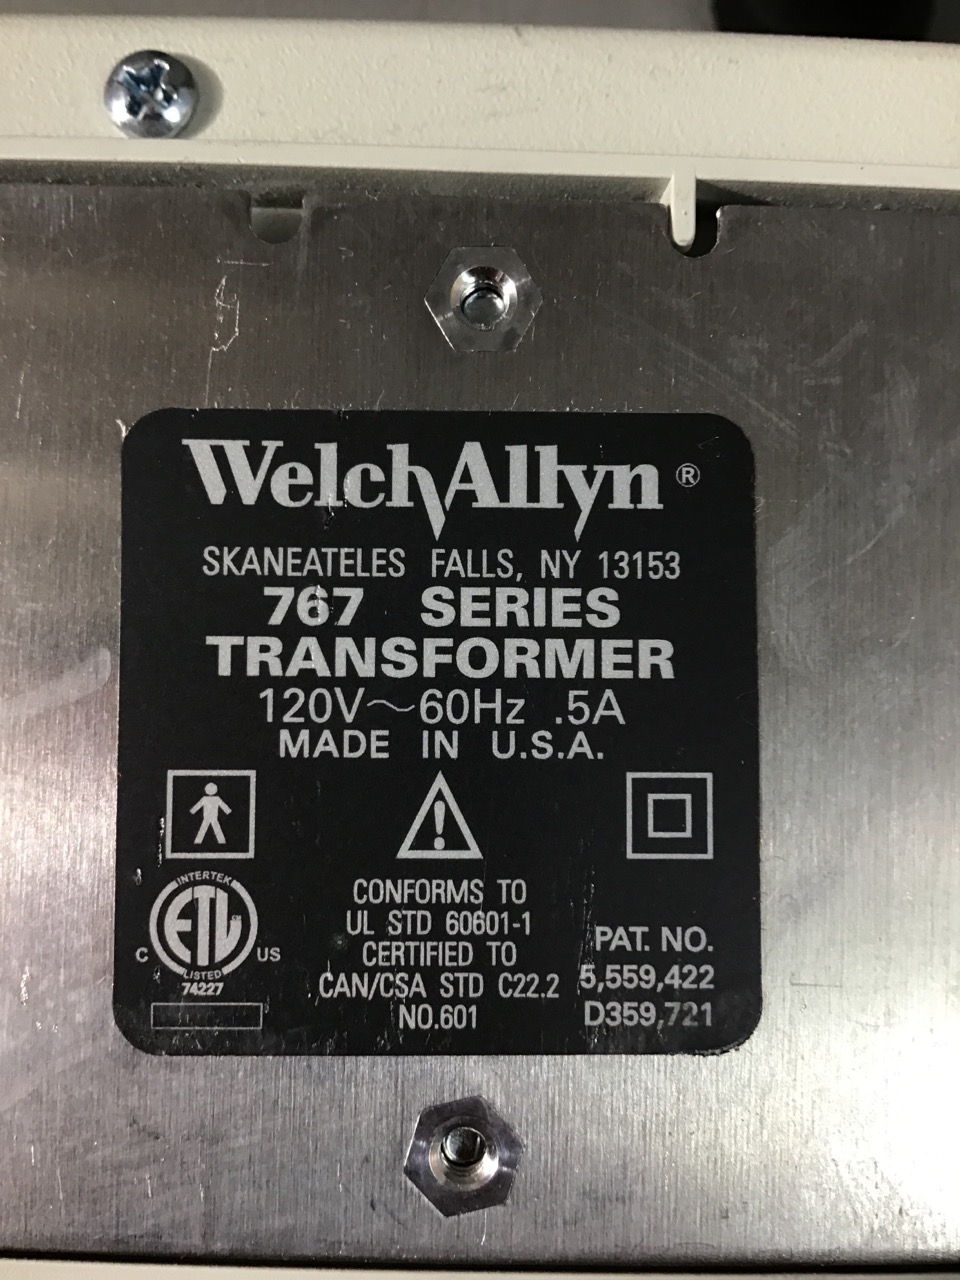 WelchAllyn®
SKANEATELES FALLS, NY 13153
767 SERIES
TRANSFORMER
120V~60Hz .5A
MADE IN U.S.A.
INTERTEK
ETL
C US
LISTED
74227
CONFORMS TO
UL STD 60601-1
CERTIFIED TO
CAN/CSA STD C22.2
NO.601
PAT. NO.
5,559,422
D359,721